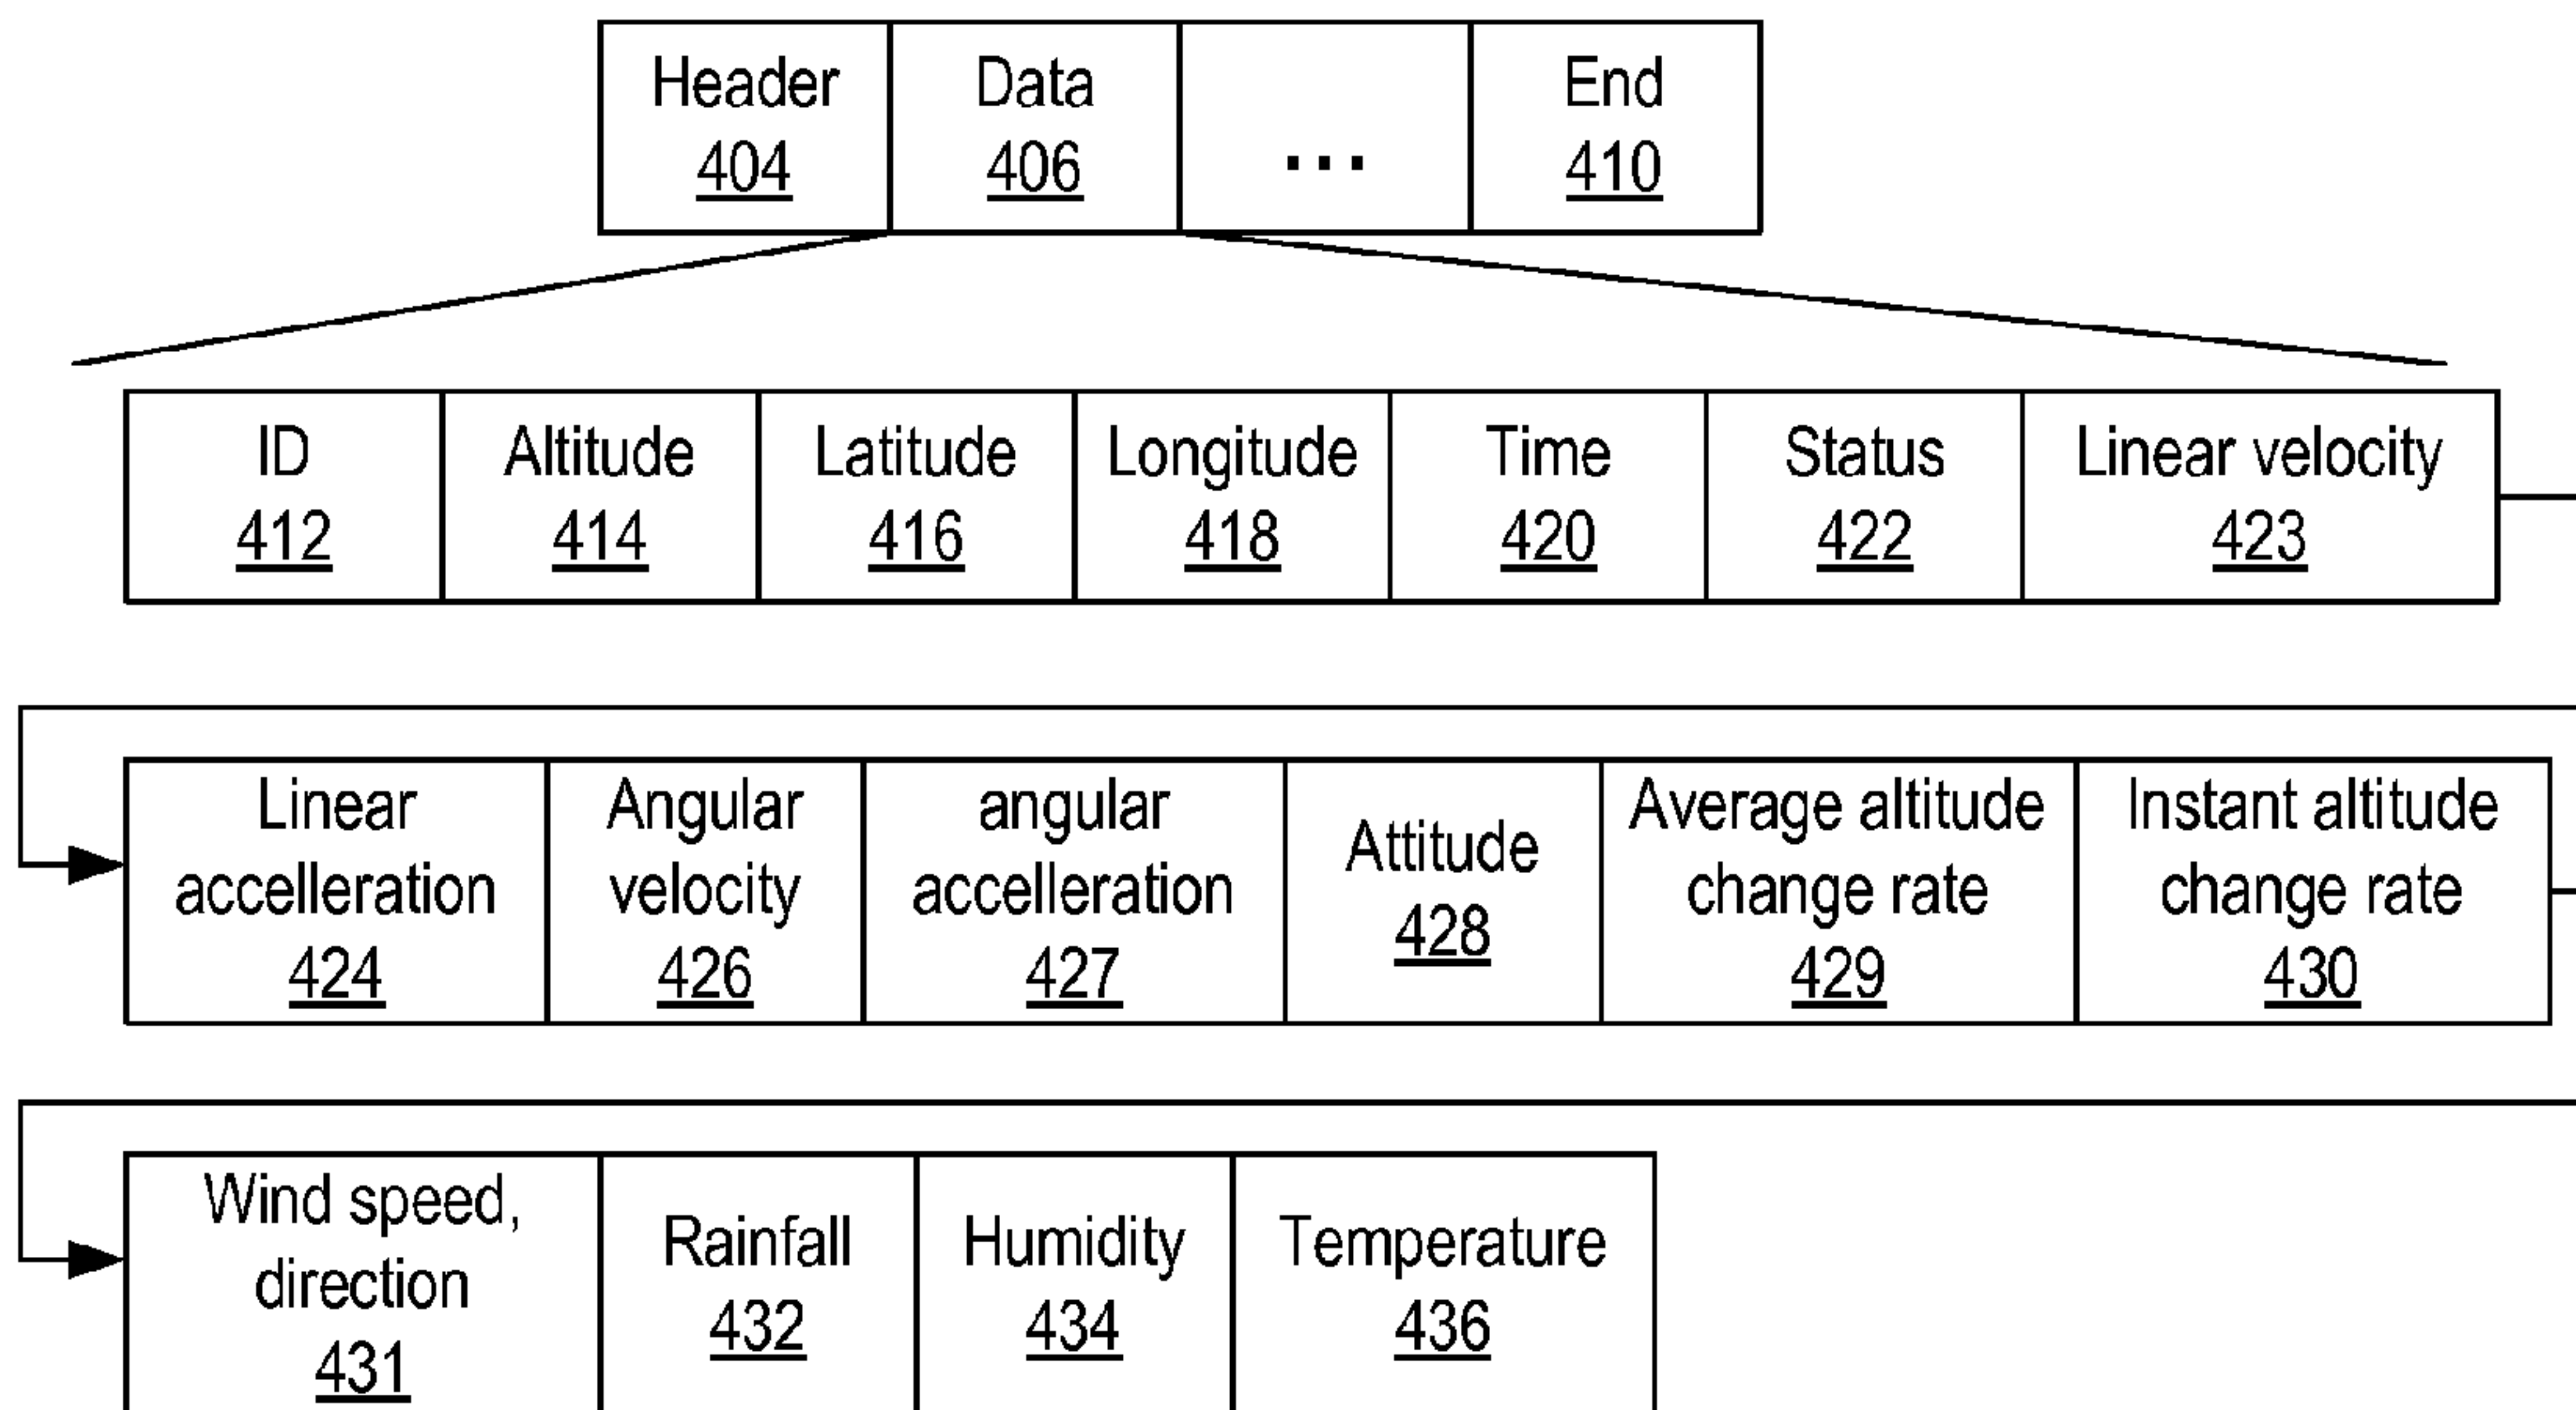 Header
404
Data
406
...
End
410
ID
412
Altitude
414
Latitude
416
Longitude
418
Time
420
Status
422
Linear velocity
423
Linear
accelleration
424
Angular
velocity
426
angular
accelleration
427
Attitude
428
Average altitude
change rate
429
Instant altitude
change rate
430
Wind speed,
direction
431
Rainfall
432
Humidity
434
Temperature
436